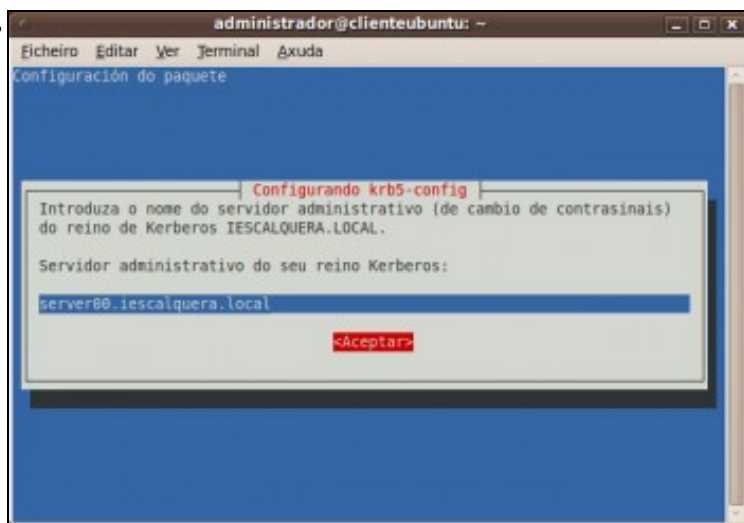 administrador@clienteubuntu: ~
Ficheiro Editar Ver Terminal Axuda
Configuración do paquete
Configurando krb5-config
Introduza o nome do servidor administrativo (de cambio de contrasinais)
do reino de Kerberos IESCALQUERA.LOCAL.
Servidor administrativo do seu reino Kerberos:
server00.iescalquera.local
<Aceptar>